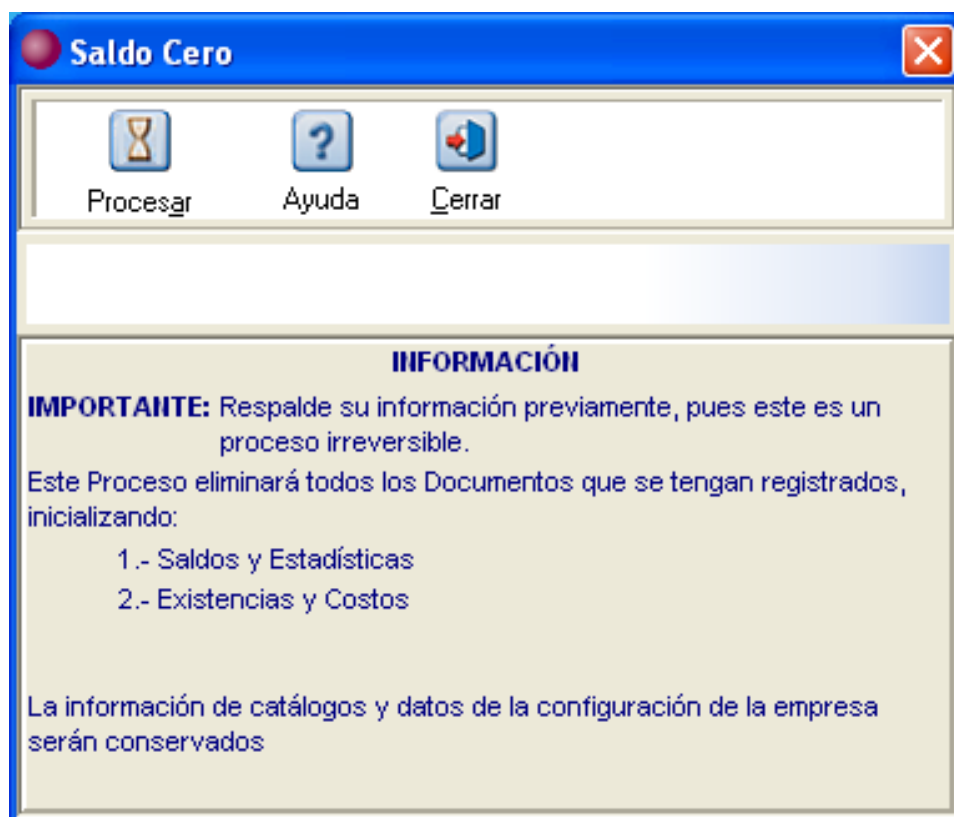 Saldo Cero
Procesar Ayuda Cerrar
INFORMACIÓN
IMPORTANTE: Respalde su información previamente, pues este es un
proceso irreversible.
Este Proceso eliminará todos los Documentos que se tengan registrados,
inicializando:
1.- Saldos y Estadísticas
2.- Existencias y Costos
La información de catálogos y datos de la configuración de la empresa
serán conservados